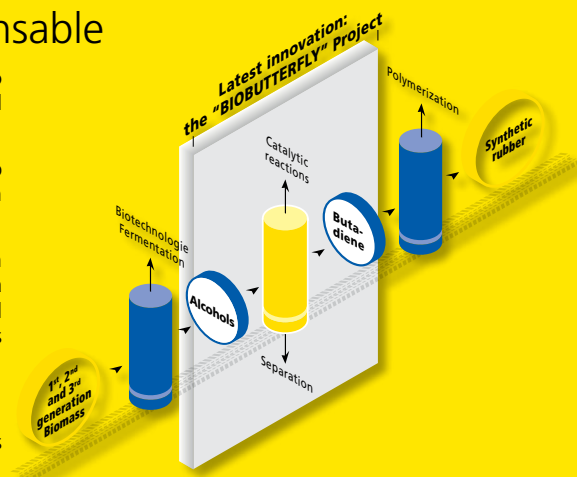 nsable
Latest innovation:
the “BIOBUTTERFLY” Project
Polymerization
Synthetic
rubber
Catalytic
reactions
Buta-
diene
Biotechnologie
Fermentation
Alcohols
Separation
1st, 2nd
and 3rd
generation
Biomass